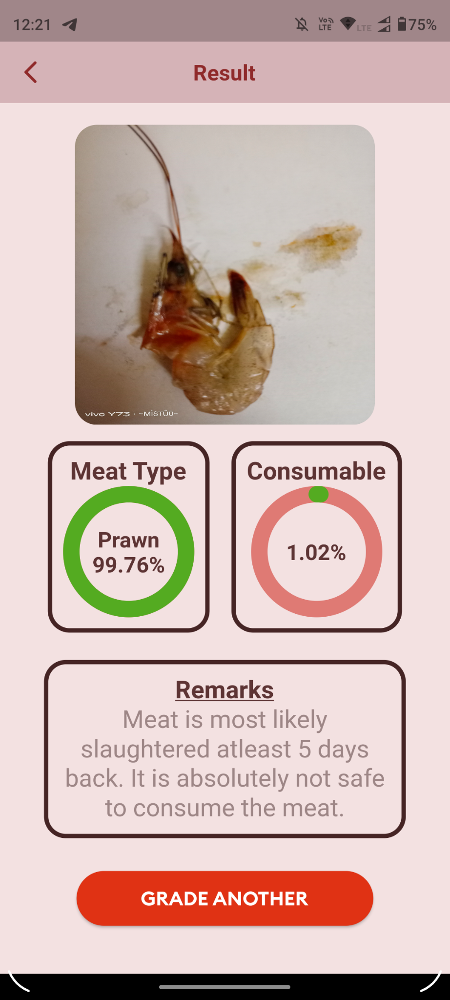 12:21
Vo LTE LTE 75%
Result
vivo Y73 · ~MÌSTÛÛ~
Meat Type
Consumable
Prawn
99.76%
1.02%
Remarks
Meat is most likely
slaughtered atleast 5 days
back. It is absolutely not safe
to consume the meat.
GRADE ANOTHER